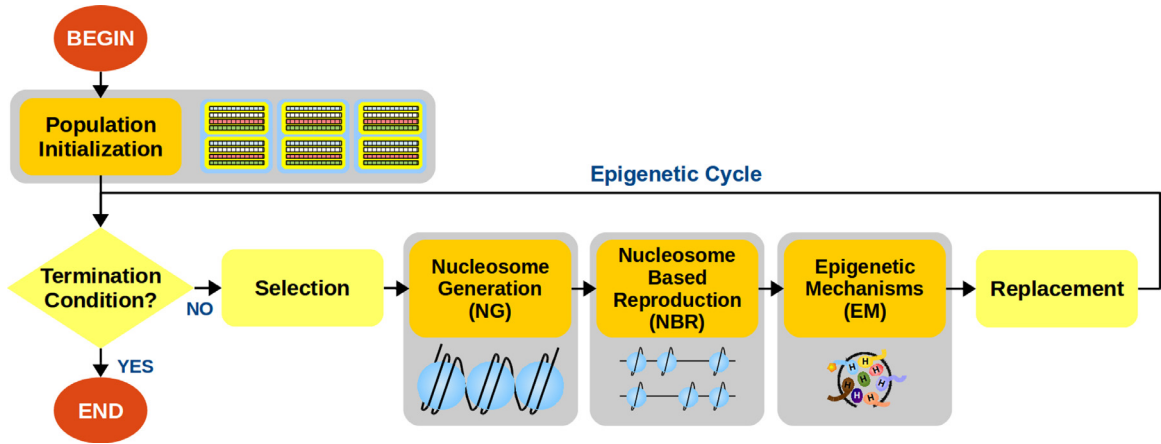 BEGIN
Population
Initialization
Epigenetic Cycle
Termination
Condition?
NO
YES
END
Selection
Nucleosome
Generation
(NG)
Nucleosome
Based
Reproduction
(NBR)
Epigenetic
Mechanisms
(EM)
H
H
H
H
H
H
H
H
Replacement